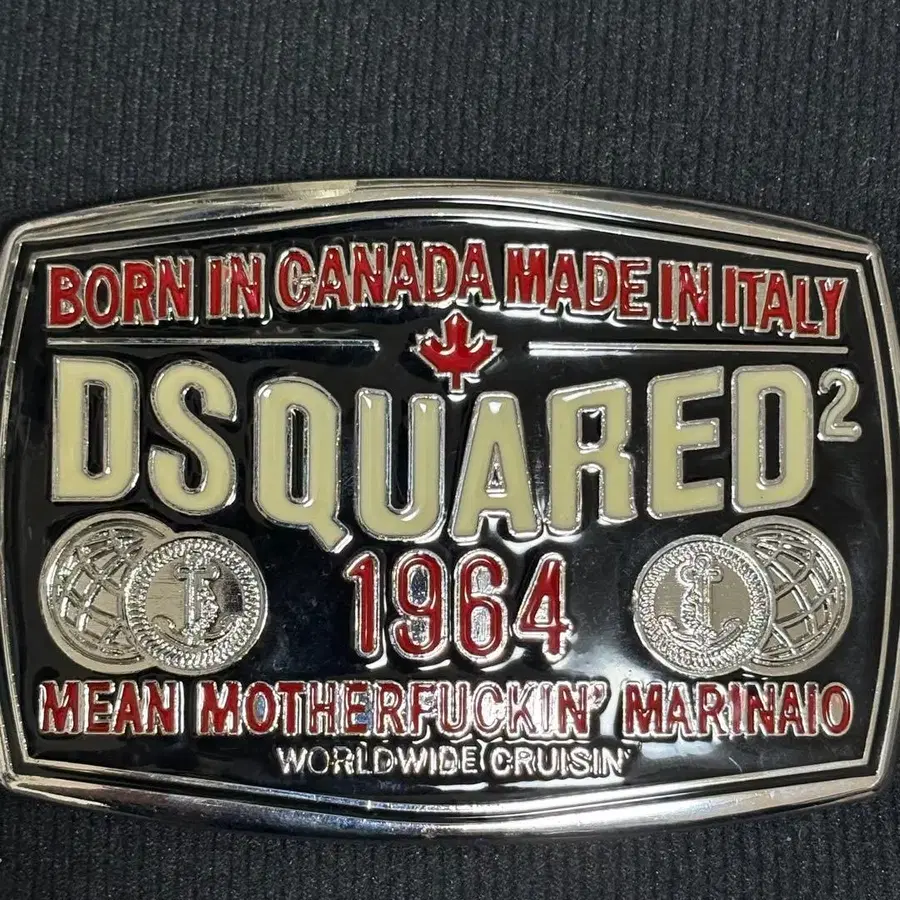 BORN IN CANADA MADE IN ITALY
DSQUARED²
1964
MEAN MOTHERFUCKIN' MARINAIO
WORLDWIDE CRUISIN'